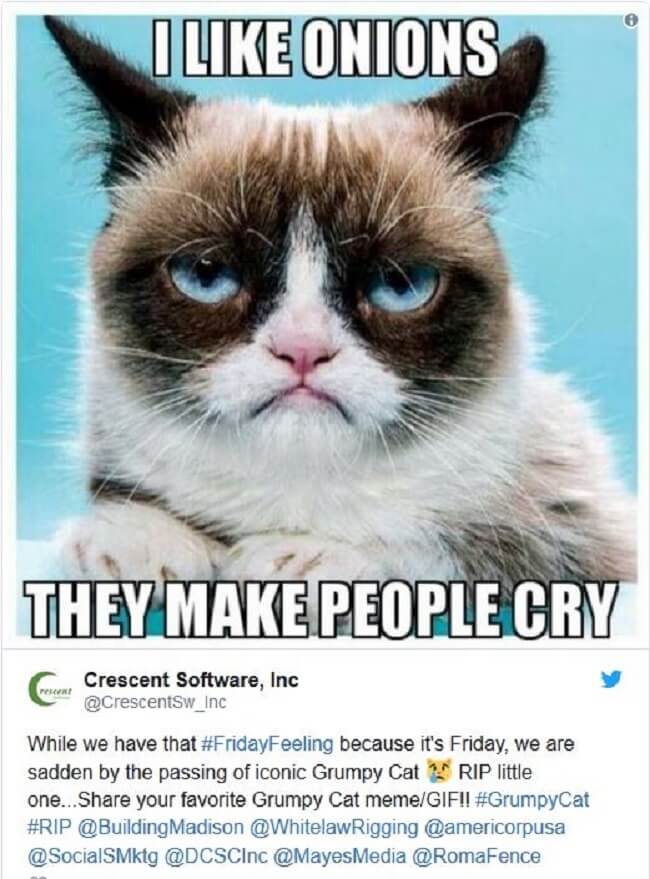 I LIKE ONIONS
THEY MAKE PEOPLE CRY
Crescent Software, Inc
Crescent
@CrescentSw_Inc
While we have that #FridayFeeling because it's Friday, we are
sadden by the passing of iconic Grumpy Cat 😿 RIP little
one...Share your favorite Grumpy Cat meme/GIF!! #GrumpyCat
#RIP @BuildingMadison @WhitelawRigging @americorpusa
@SocialSMktg @DCSCInc @MayesMedia @RomaFence